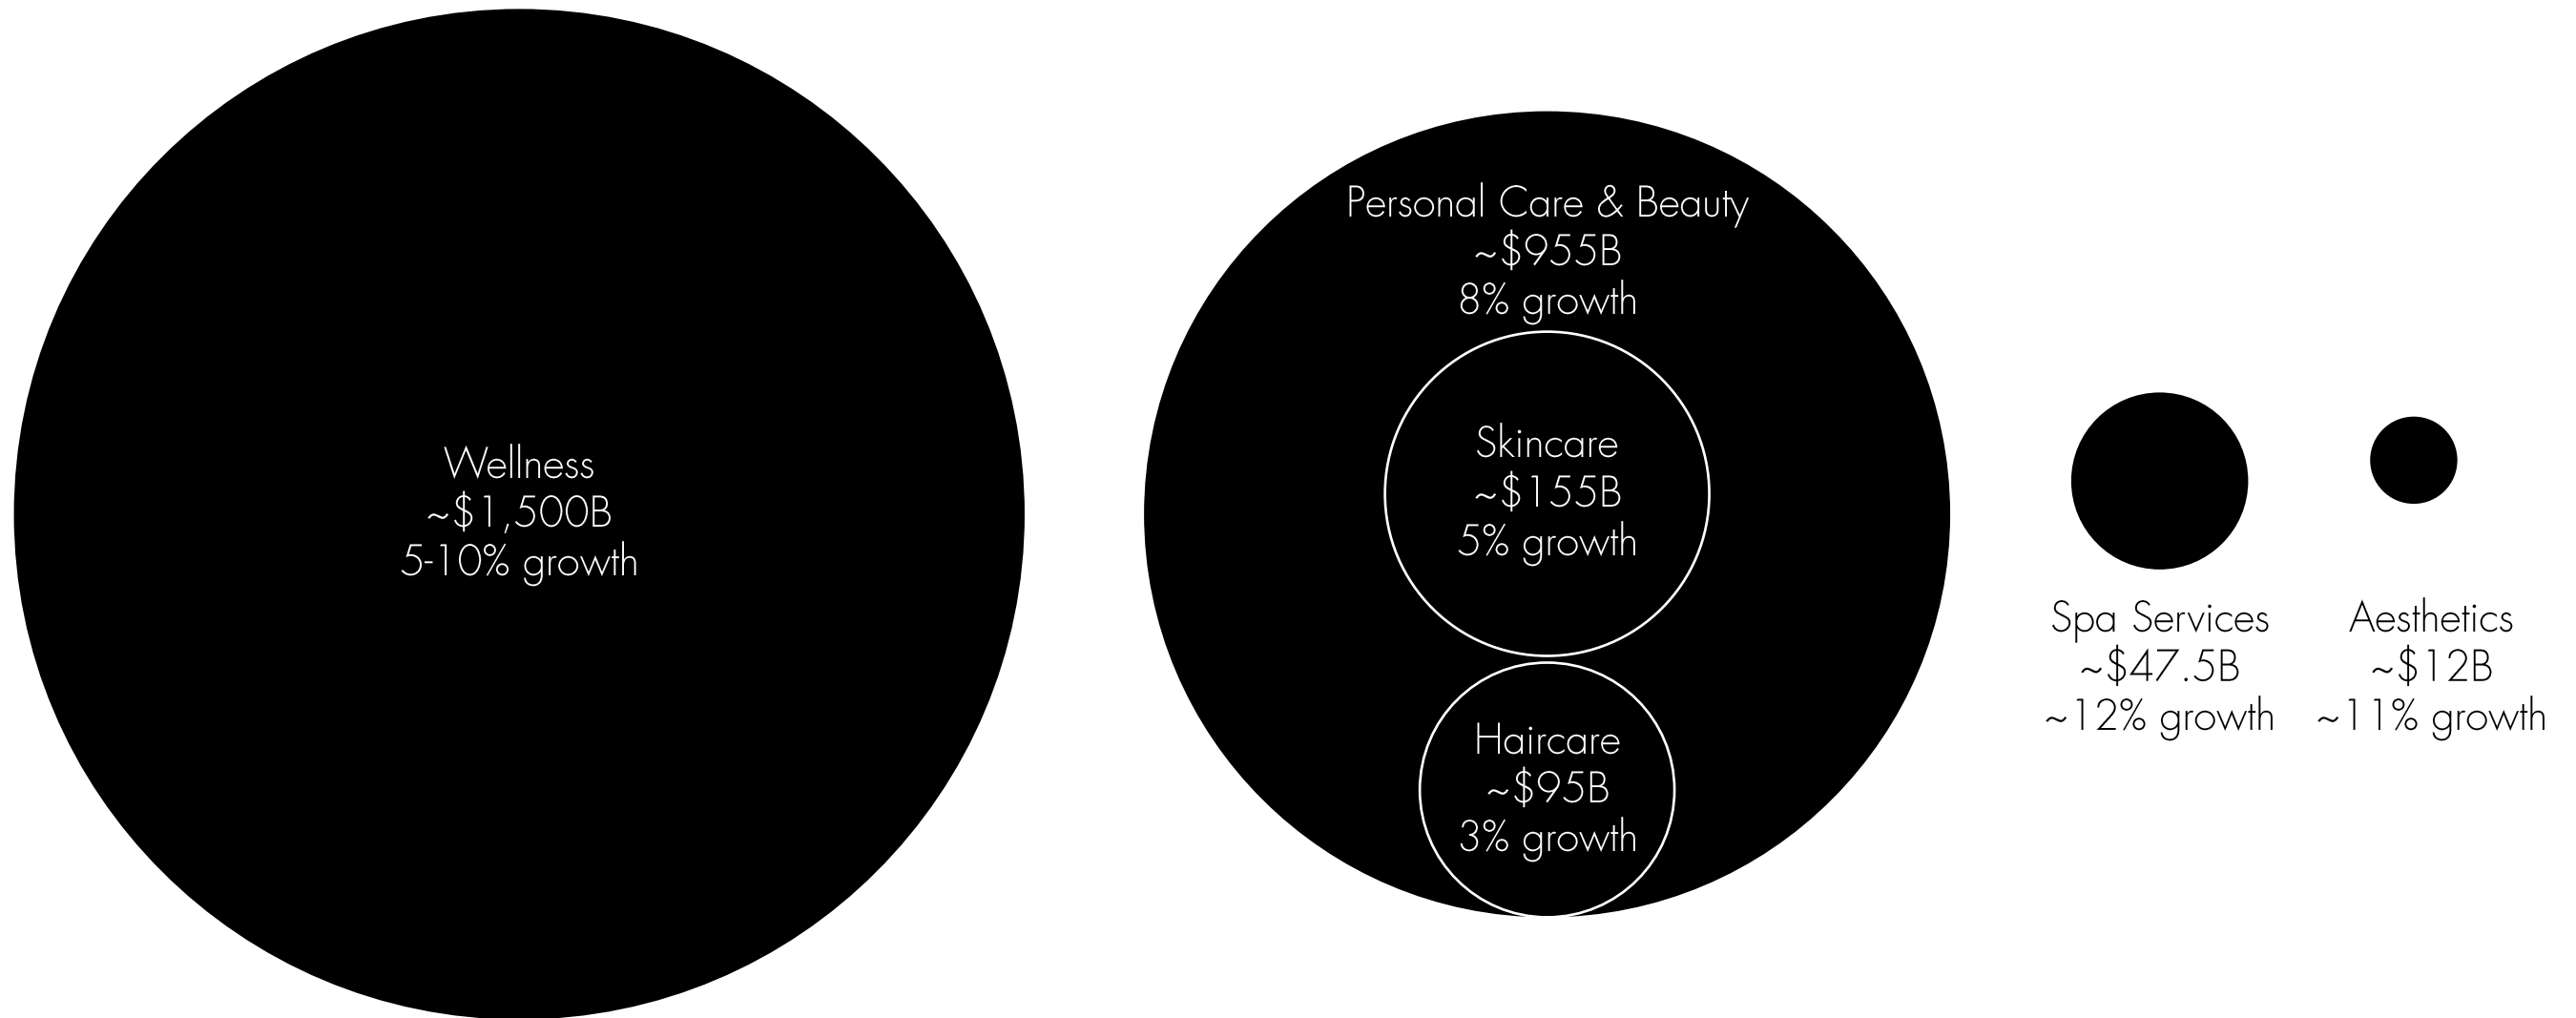 Wellness
~$1,500B
5-10% growth
Personal Care & Beauty
~$955B
8% growth
Skincare
~$155B
5% growth
Haircare
~$95B
3% growth
Spa Services
~$47.5B
~12% growth
Aesthetics
~$12B
~11% growth